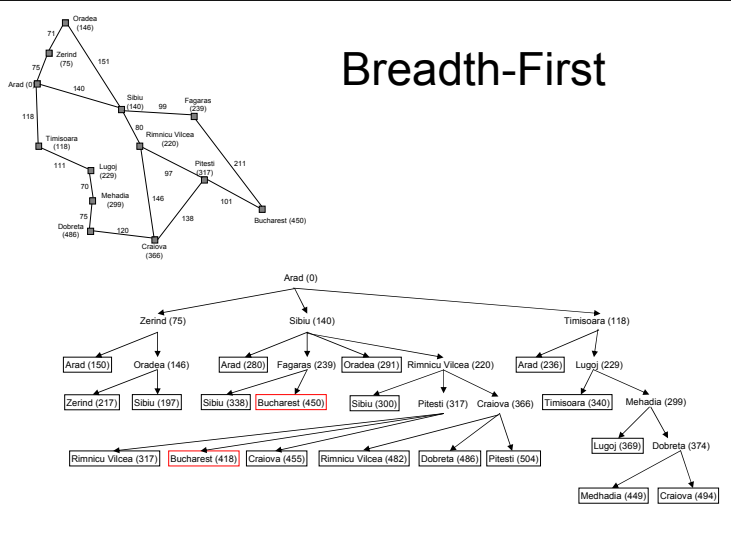 Breadth-First
Oradea
(146)
71
Zerind
(75)
75
151
Arad (0)
140
Sibiu
(140)
Fagaras
(239)
99
118
80
Timisoara
(118)
Rimnicu Vilcea
(220)
111
Lugoj
(229)
Pitesti
(317)
97
211
70
Mehadia
(299)
146
101
75
138
Bucharest (450)
Dobreta
(486)
120
Craiova
(366)
Arad (0)
Zerind (75) Sibiu (140) Timisoara (118)
Arad (150) Oradea (146) Arad (280) Fagaras (239) Oradea (291) Rimnicu Vilcea (220) Arad (236) Lugoj (229)
Zerind (217) Sibiu (197) Sibiu (338) Bucharest (450) Sibiu (300) Pitesti (317) Craiova (366) Timisoara (340) Mehadia (299)
Lugoj (369) Dobreta (374)
Rimnicu Vilcea (317) Bucharest (418) Craiova (455) Rimnicu Vilcea (482) Dobreta (486) Pitesti (504)
Medhadia (449) Craiova (494)